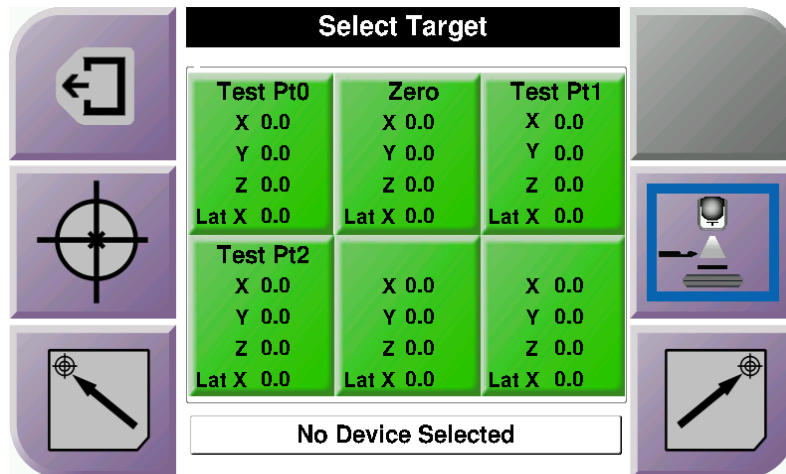 Select Target
Test Pt0 Zero Test Pt1
X 0.0 X 0.0 X 0.0
Y 0.0 Y 0.0 Y 0.0
Z 0.0 Z 0.0 Z 0.0
Lat X 0.0 Lat X 0.0 Lat X 0.0
Test Pt2
X 0.0 X 0.0 X 0.0
Y 0.0 Y 0.0 Y 0.0
Z 0.0 Z 0.0 Z 0.0
Lat X 0.0 Lat X 0.0 Lat X 0.0
No Device Selected